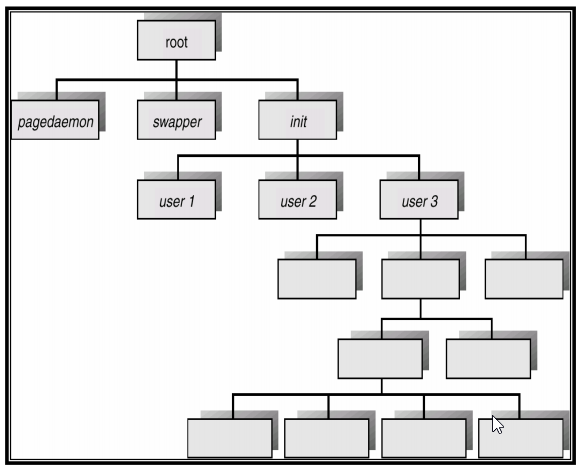 root
pagedaemon
swapper
init
user 1
user 2
user 3